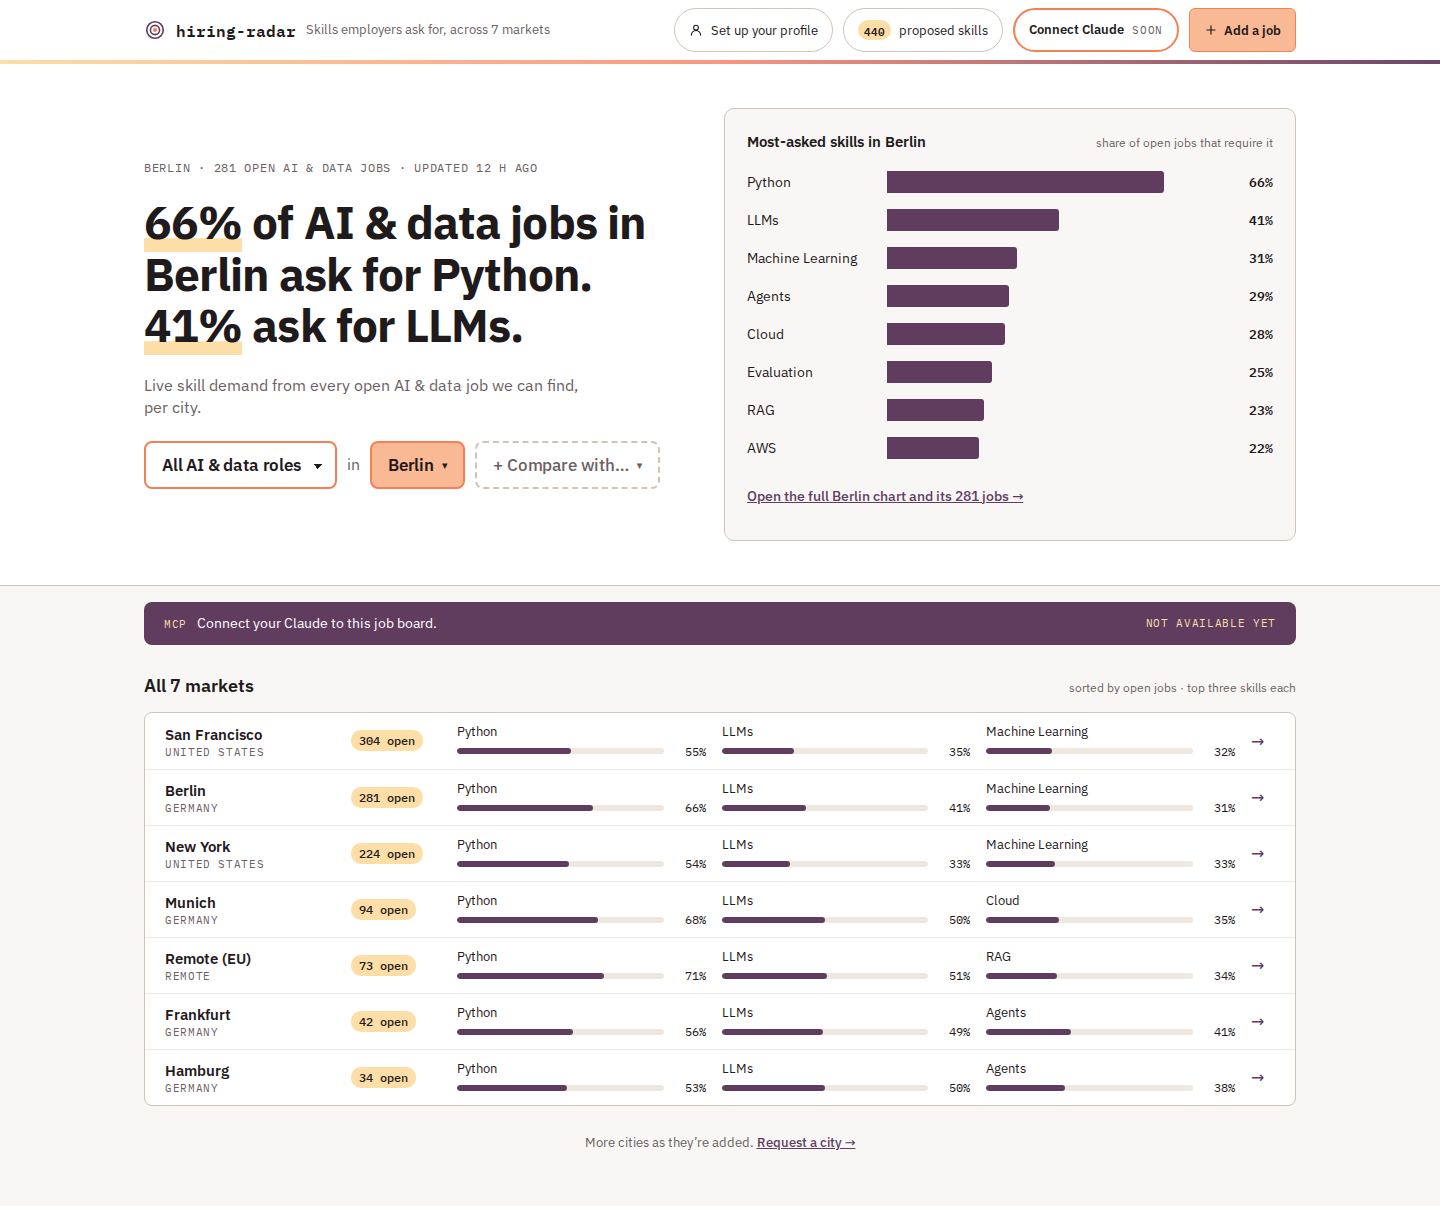 hiring-radar Skills employers ask for, across 7 markets
Set up your profile
440 proposed skills
Connect Claude SOON
+ Add a job
BERLIN · 281 OPEN AI & DATA JOBS · UPDATED 12 H AGO
66% of AI & data jobs in
Berlin ask for Python.
41% ask for LLMs.
Live skill demand from every open AI & data job we can find,
per city.
All AI & data roles ▾ in Berlin ▾ + Compare with... ▾
Most-asked skills in Berlin share of open jobs that require it
Python 66%
LLMs 41%
Machine Learning 31%
Agents 29%
Cloud 28%
Evaluation 25%
RAG 23%
AWS 22%
Open the full Berlin chart and its 281 jobs →
MCP Connect your Claude to this job board. NOT AVAILABLE YET
All 7 markets sorted by open jobs · top three skills each
San Francisco
UNITED STATES
304 open
Python 55%
LLMs 35%
Machine Learning 32%
→
Berlin
GERMANY
281 open
Python 66%
LLMs 41%
Machine Learning 31%
→
New York
UNITED STATES
224 open
Python 54%
LLMs 33%
Machine Learning 33%
→
Munich
GERMANY
94 open
Python 68%
LLMs 50%
Cloud 35%
→
Remote (EU)
REMOTE
73 open
Python 71%
LLMs 51%
RAG 34%
→
Frankfurt
GERMANY
42 open
Python 56%
LLMs 49%
Agents 41%
→
Hamburg
GERMANY
34 open
Python 53%
LLMs 50%
Agents 38%
→
More cities as they’re added. Request a city →